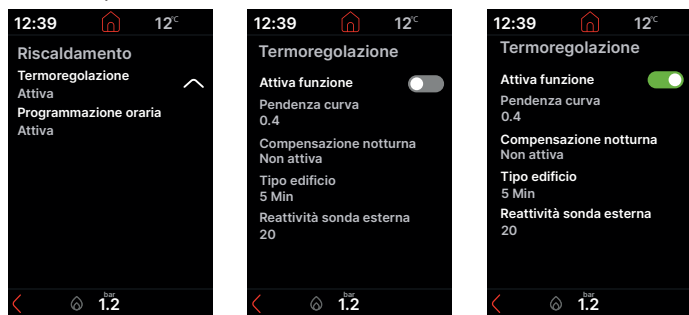 12:39
12°C
Riscaldamento
Termoregolazione
Attiva
Programmazione oraria
Attiva
bar
1.2
12:39
12°C
Termoregolazione
Attiva funzione
Pendenza curva
0.4
Compensazione notturna
Non attiva
Tipo edificio
5 Min
Reattività sonda esterna
20
bar
1.2
12:39
12°C
Termoregolazione
Attiva funzione
Pendenza curva
0.4
Compensazione notturna
Non attiva
Tipo edificio
5 Min
Reattività sonda esterna
20
bar
1.2